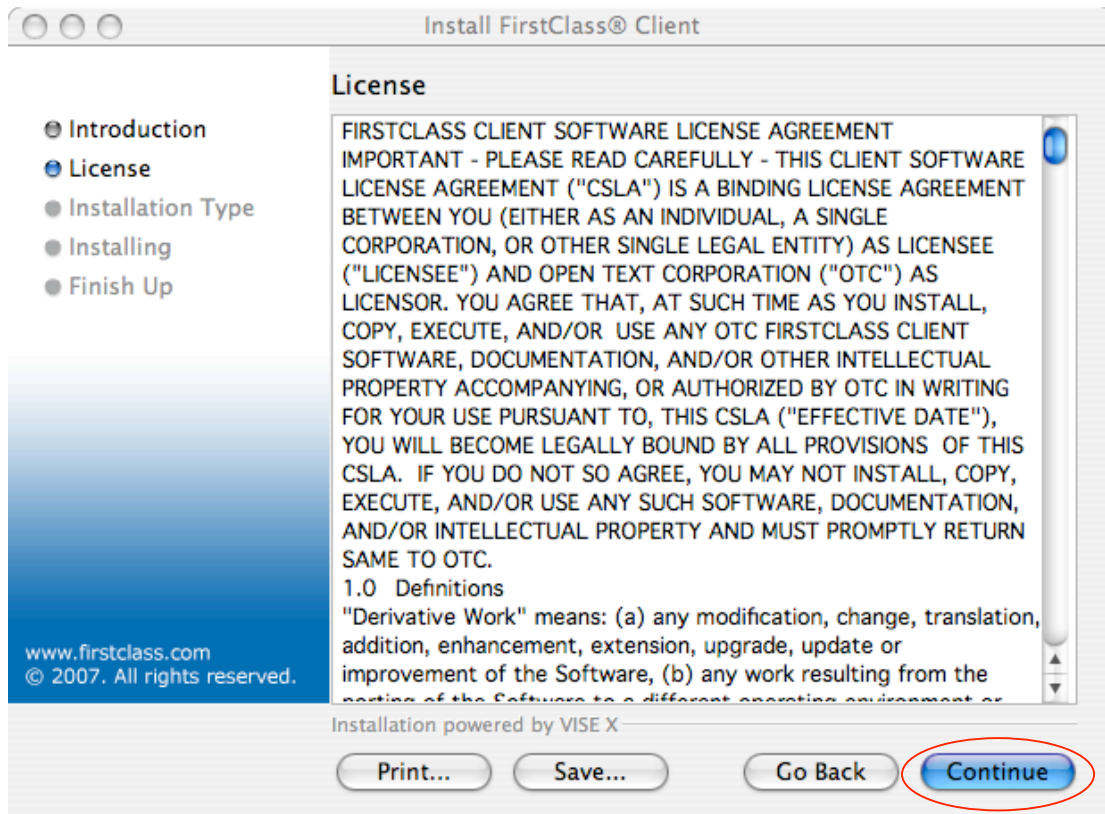 Install FirstClass® Client
Introduction
License
Installation Type
Installing
Finish Up
www.firstclass.com
© 2007. All rights reserved.
License
FIRSTCLASS CLIENT SOFTWARE LICENSE AGREEMENT
IMPORTANT - PLEASE READ CAREFULLY - THIS CLIENT SOFTWARE
LICENSE AGREEMENT ("CSLA") IS A BINDING LICENSE AGREEMENT
BETWEEN YOU (EITHER AS AN INDIVIDUAL, A SINGLE
CORPORATION, OR OTHER SINGLE LEGAL ENTITY) AS LICENSEE
("LICENSEE") AND OPEN TEXT CORPORATION ("OTC") AS
LICENSOR. YOU AGREE THAT, AT SUCH TIME AS YOU INSTALL,
COPY, EXECUTE, AND/OR  USE ANY OTC FIRSTCLASS CLIENT
SOFTWARE, DOCUMENTATION, AND/OR OTHER INTELLECTUAL
PROPERTY ACCOMPANYING, OR AUTHORIZED BY OTC IN WRITING
FOR YOUR USE PURSUANT TO, THIS CSLA ("EFFECTIVE DATE"),
YOU WILL BECOME LEGALLY BOUND BY ALL PROVISIONS  OF THIS
CSLA.  IF YOU DO NOT SO AGREE, YOU MAY NOT INSTALL, COPY,
EXECUTE, AND/OR USE ANY SUCH SOFTWARE, DOCUMENTATION,
AND/OR INTELLECTUAL PROPERTY AND MUST PROMPTLY RETURN
SAME TO OTC.
1.0  Definitions
"Derivative Work" means: (a) any modification, change, translation,
addition, enhancement, extension, upgrade, update or
improvement of the Software, (b) any work resulting from the
porting of the Software to a different operating environment or
Installation powered by VISE X
Print...
Save...
Go Back
Continue